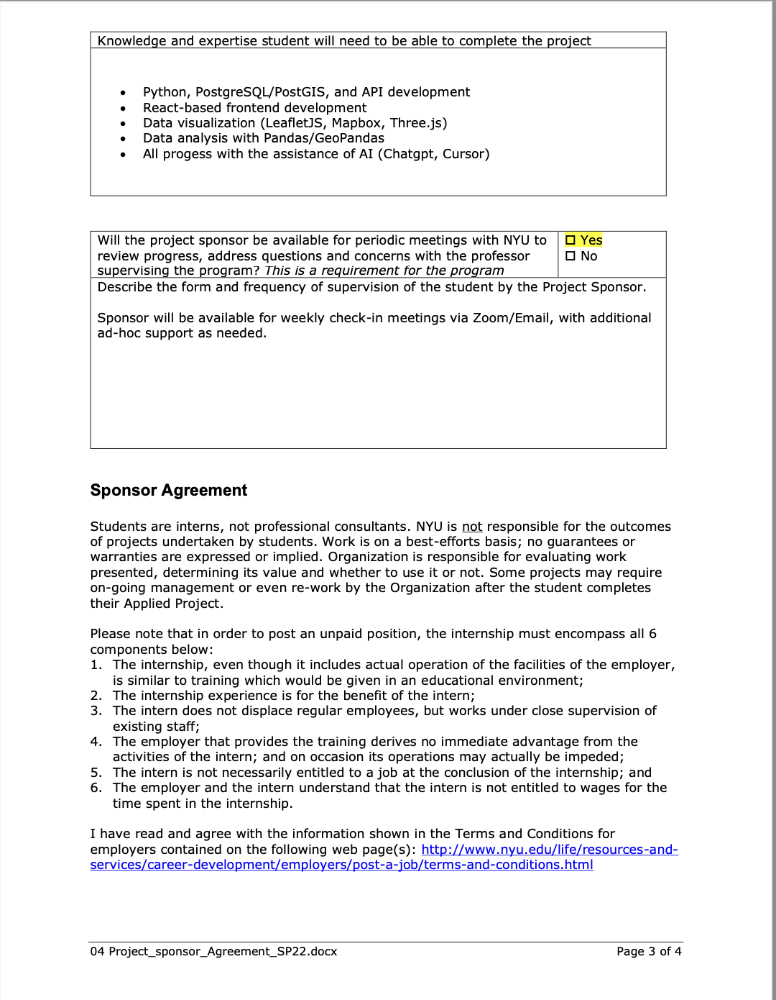 Knowledge and expertise student will need to be able to complete the project
• Python, PostgreSQL/PostGIS, and API development
• React-based frontend development
• Data visualization (LeafletJS, Mapbox, Three.js)
• Data analysis with Pandas/GeoPandas
• All progess with the assistance of AI (Chatgpt, Cursor)
Will the project sponsor be available for periodic meetings with NYU to
review progress, address questions and concerns with the professor
supervising the program? This is a requirement for the program
☐ Yes
☐ No
Describe the form and frequency of supervision of the student by the Project Sponsor.
Sponsor will be available for weekly check-in meetings via Zoom/Email, with additional
ad-hoc support as needed.
Sponsor Agreement
Students are interns, not professional consultants. NYU is not responsible for the outcomes
of projects undertaken by students. Work is on a best-efforts basis; no guarantees or
warranties are expressed or implied. Organization is responsible for evaluating work
presented, determining its value and whether to use it or not. Some projects may require
on-going management or even re-work by the Organization after the student completes
their Applied Project.
Please note that in order to post an unpaid position, the internship must encompass all 6
components below:
1. The internship, even though it includes actual operation of the facilities of the employer,
is similar to training which would be given in an educational environment;
2. The internship experience is for the benefit of the intern;
3. The intern does not displace regular employees, but works under close supervision of
existing staff;
4. The employer that provides the training derives no immediate advantage from the
activities of the intern; and on occasion its operations may actually be impeded;
5. The intern is not necessarily entitled to a job at the conclusion of the internship; and
6. The employer and the intern understand that the intern is not entitled to wages for the
time spent in the internship.
I have read and agree with the information shown in the Terms and Conditions for
employers contained on the following web page(s): http://www.nyu.edu/life/resources-and-
services/career-development/employers/post-a-job/terms-and-conditions.html
04 Project_sponsor_Agreement_SP22.docx
Page 3 of 4